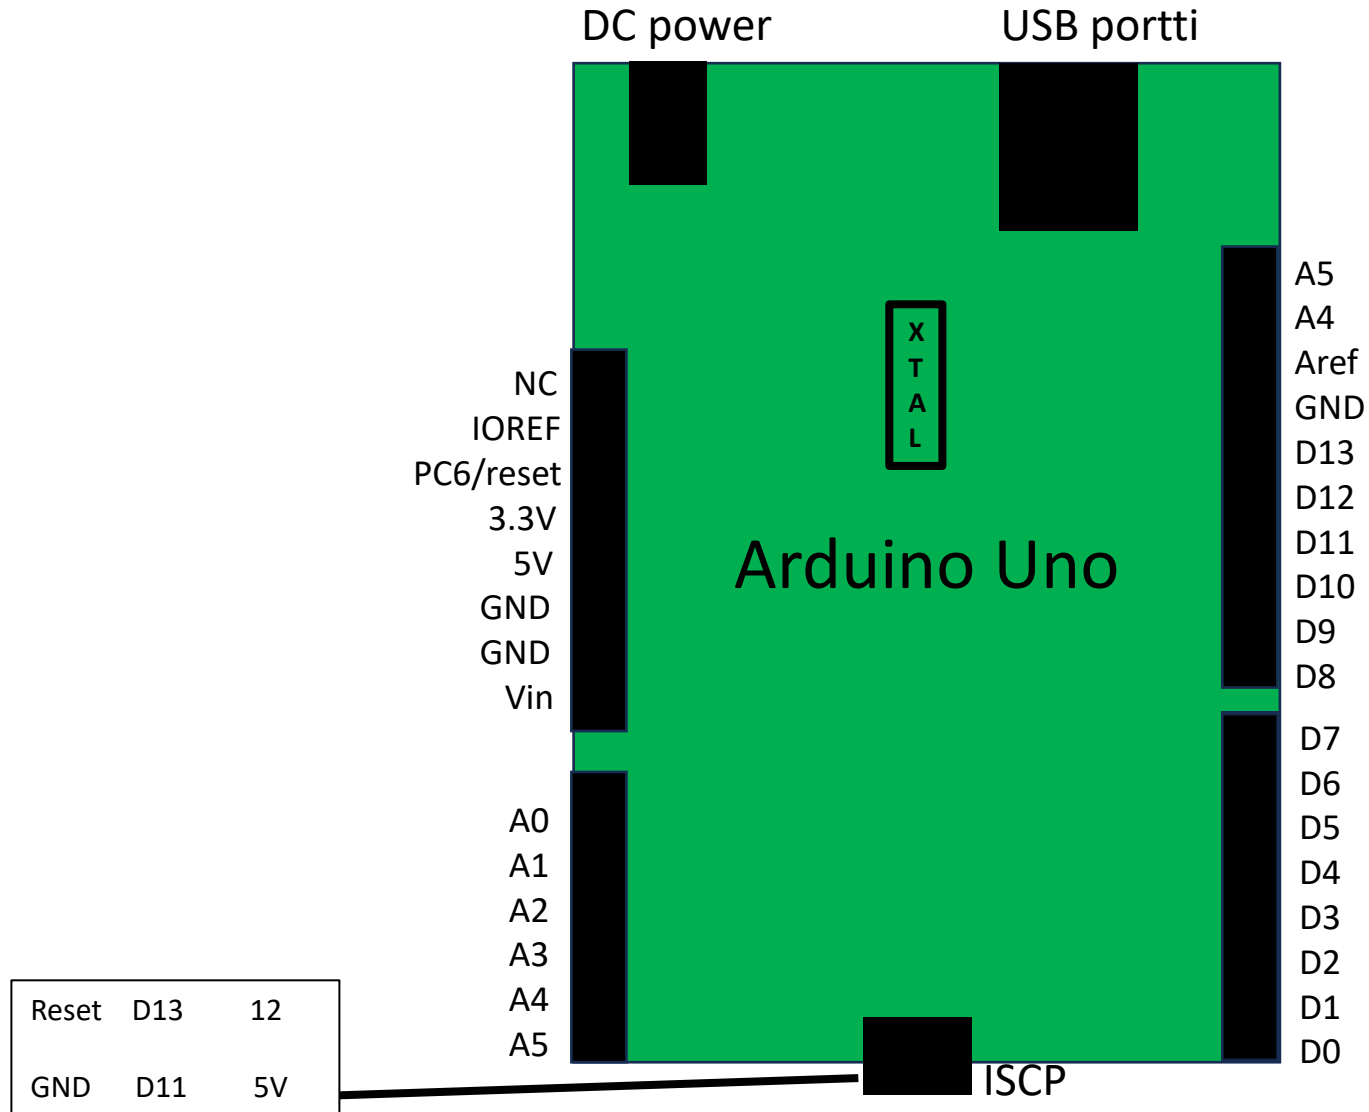 DC power
USB portti
X
T
A
L
Arduino Uno
NC
IOREF
PC6/reset
3.3V
5V
GND
GND
Vin
A0
A1
A2
A3
A4
A5
A5
A4
Aref
GND
D13
D12
D11
D10
D9
D8
D7
D6
D5
D4
D3
D2
D1
D0
ISCP
Reset D13 12
GND D11 5V